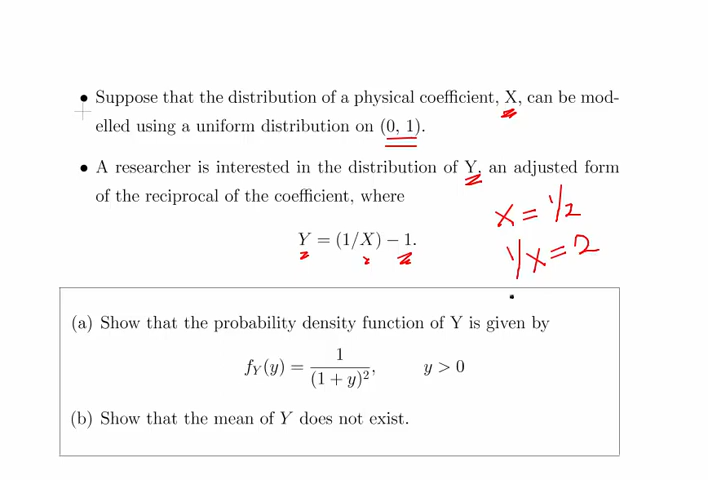 • Suppose that the distribution of a physical coefficient, X, can be mod-
elled using a uniform distribution on (0, 1).
• A researcher is interested in the distribution of Y, an adjusted form
of the reciprocal of the coefficient, where
X = 1/2
Y = (1/X) − 1.
1/X = 2
(a) Show that the probability density function of Y is given by
f_Y(y) = 1/(1 + y)², y > 0
(b) Show that the mean of Y does not exist.